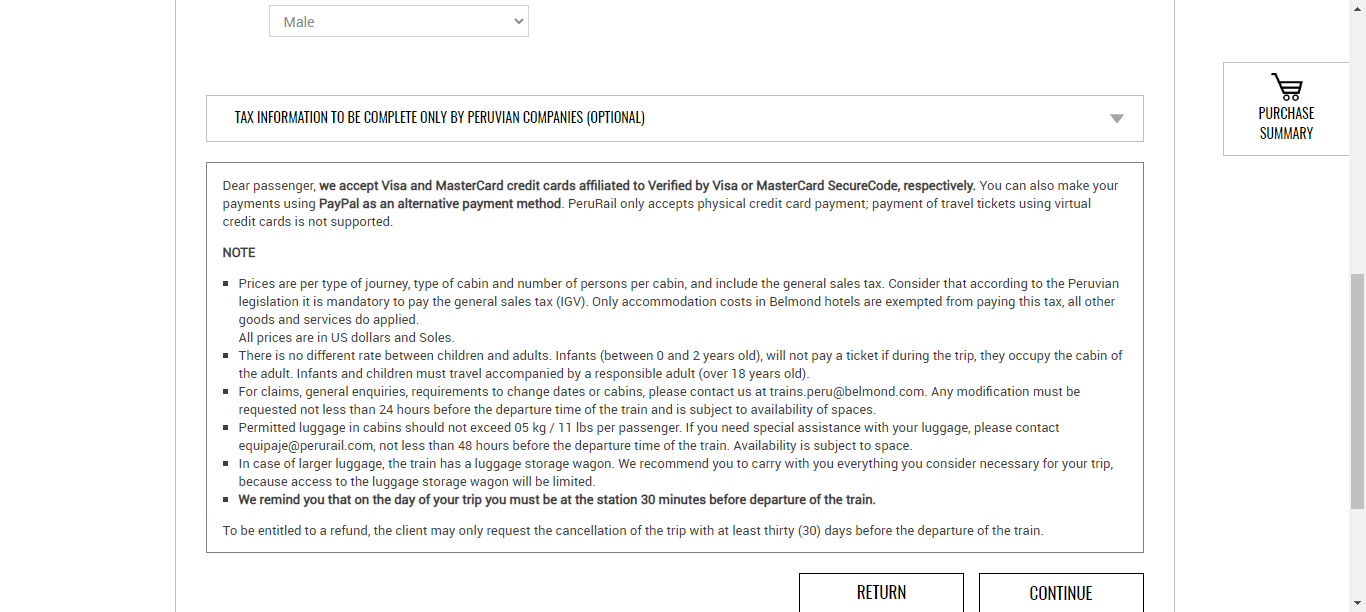 Male
TAX INFORMATION TO BE COMPLETE ONLY BY PERUVIAN COMPANIES (OPTIONAL)
PURCHASE
SUMMARY
Dear passenger, we accept Visa and MasterCard credit cards affiliated to Verified by Visa or MasterCard SecureCode, respectively. You can also make your
payments using PayPal as an alternative payment method. PeruRail only accepts physical credit card payment; payment of travel tickets using virtual
credit cards is not supported.
NOTE
Prices are per type of journey, type of cabin and number of persons per cabin, and include the general sales tax. Consider that according to the Peruvian
legislation it is mandatory to pay the general sales tax (IGV). Only accommodation costs in Belmond hotels are exempted from paying this tax, all other
goods and services do applied.
All prices are in US dollars and Soles.
There is no different rate between children and adults. Infants (between 0 and 2 years old), will not pay a ticket if during the trip, they occupy the cabin of
the adult. Infants and children must travel accompanied by a responsible adult (over 18 years old).
For claims, general enquiries, requirements to change dates or cabins, please contact us at trains.peru@belmond.com. Any modification must be
requested not less than 24 hours before the departure time of the train and is subject to availability of spaces.
Permitted luggage in cabins should not exceed 05 kg / 11 lbs per passenger. If you need special assistance with your luggage, please contact
equipaje@perurail.com, not less than 48 hours before the departure time of the train. Availability is subject to space.
In case of larger luggage, the train has a luggage storage wagon. We recommend you to carry with you everything you consider necessary for your trip,
because access to the luggage storage wagon will be limited.
We remind you that on the day of your trip you must be at the station 30 minutes before departure of the train.
To be entitled to a refund, the client may only request the cancellation of the trip with at least thirty (30) days before the departure of the train.
RETURN
CONTINUE